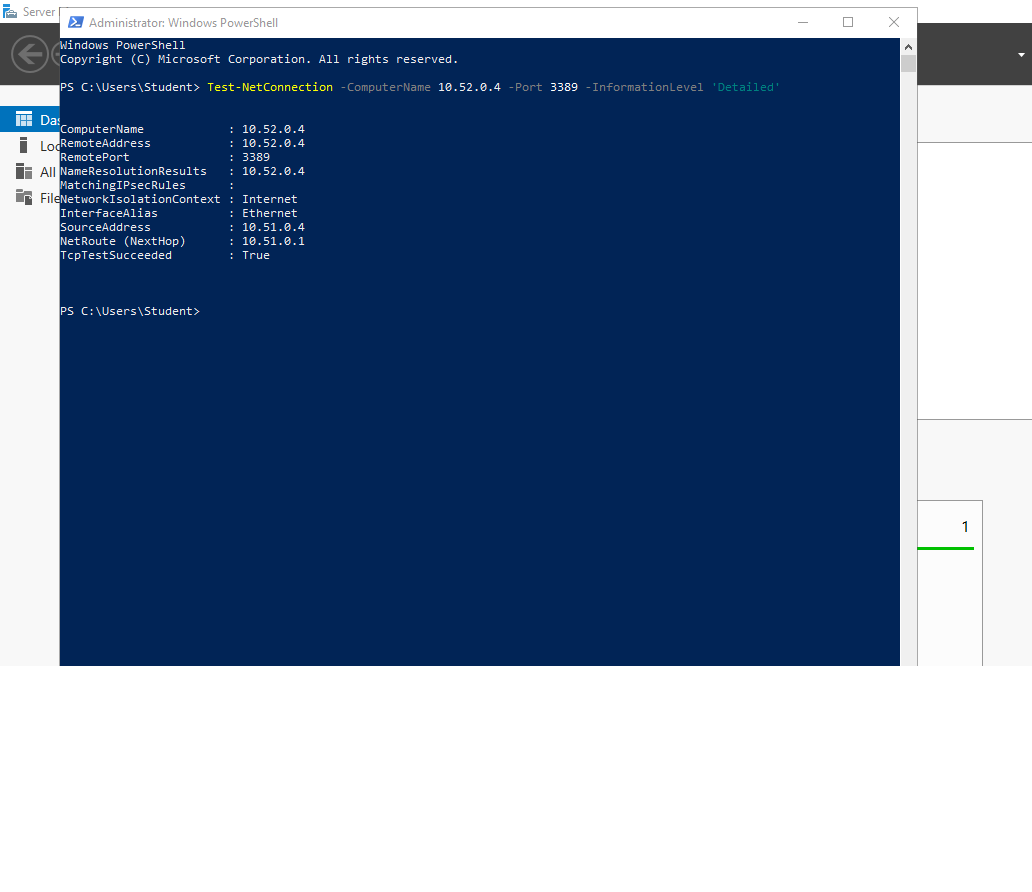 Server
Administrator: Windows PowerShell
Windows PowerShell
Copyright (C) Microsoft Corporation. All rights reserved.
PS C:\Users\Student> Test-NetConnection -ComputerName 10.52.0.4 -Port 3389 -InformationLevel 'Detailed'
ComputerName : 10.52.0.4
RemoteAddress : 10.52.0.4
RemotePort : 3389
NameResolutionResults : 10.52.0.4
MatchingIPsecRules :
NetworkIsolationContext : Internet
InterfaceAlias : Ethernet
SourceAddress : 10.51.0.4
NetRoute (NextHop) : 10.51.0.1
TcpTestSucceeded : True
PS C:\Users\Student>
Das
Loc
All
File
1